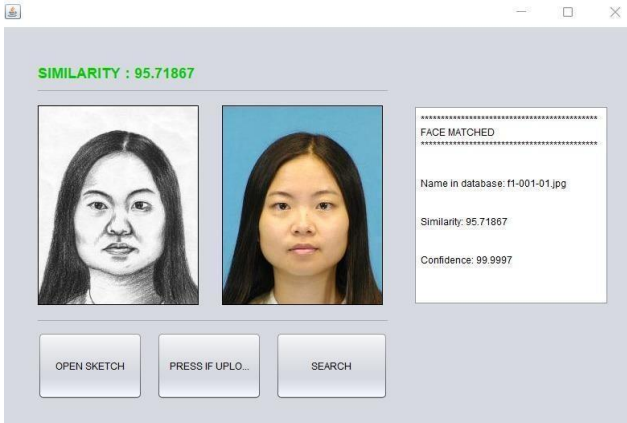 SIMILARITY : 95.71867
********************************************
FACE MATCHED
********************************************
Name in database: f1-001-01.jpg
Similarity: 95.71867
Confidence: 99.9997
OPEN SKETCH
PRESS IF UPLO...
SEARCH